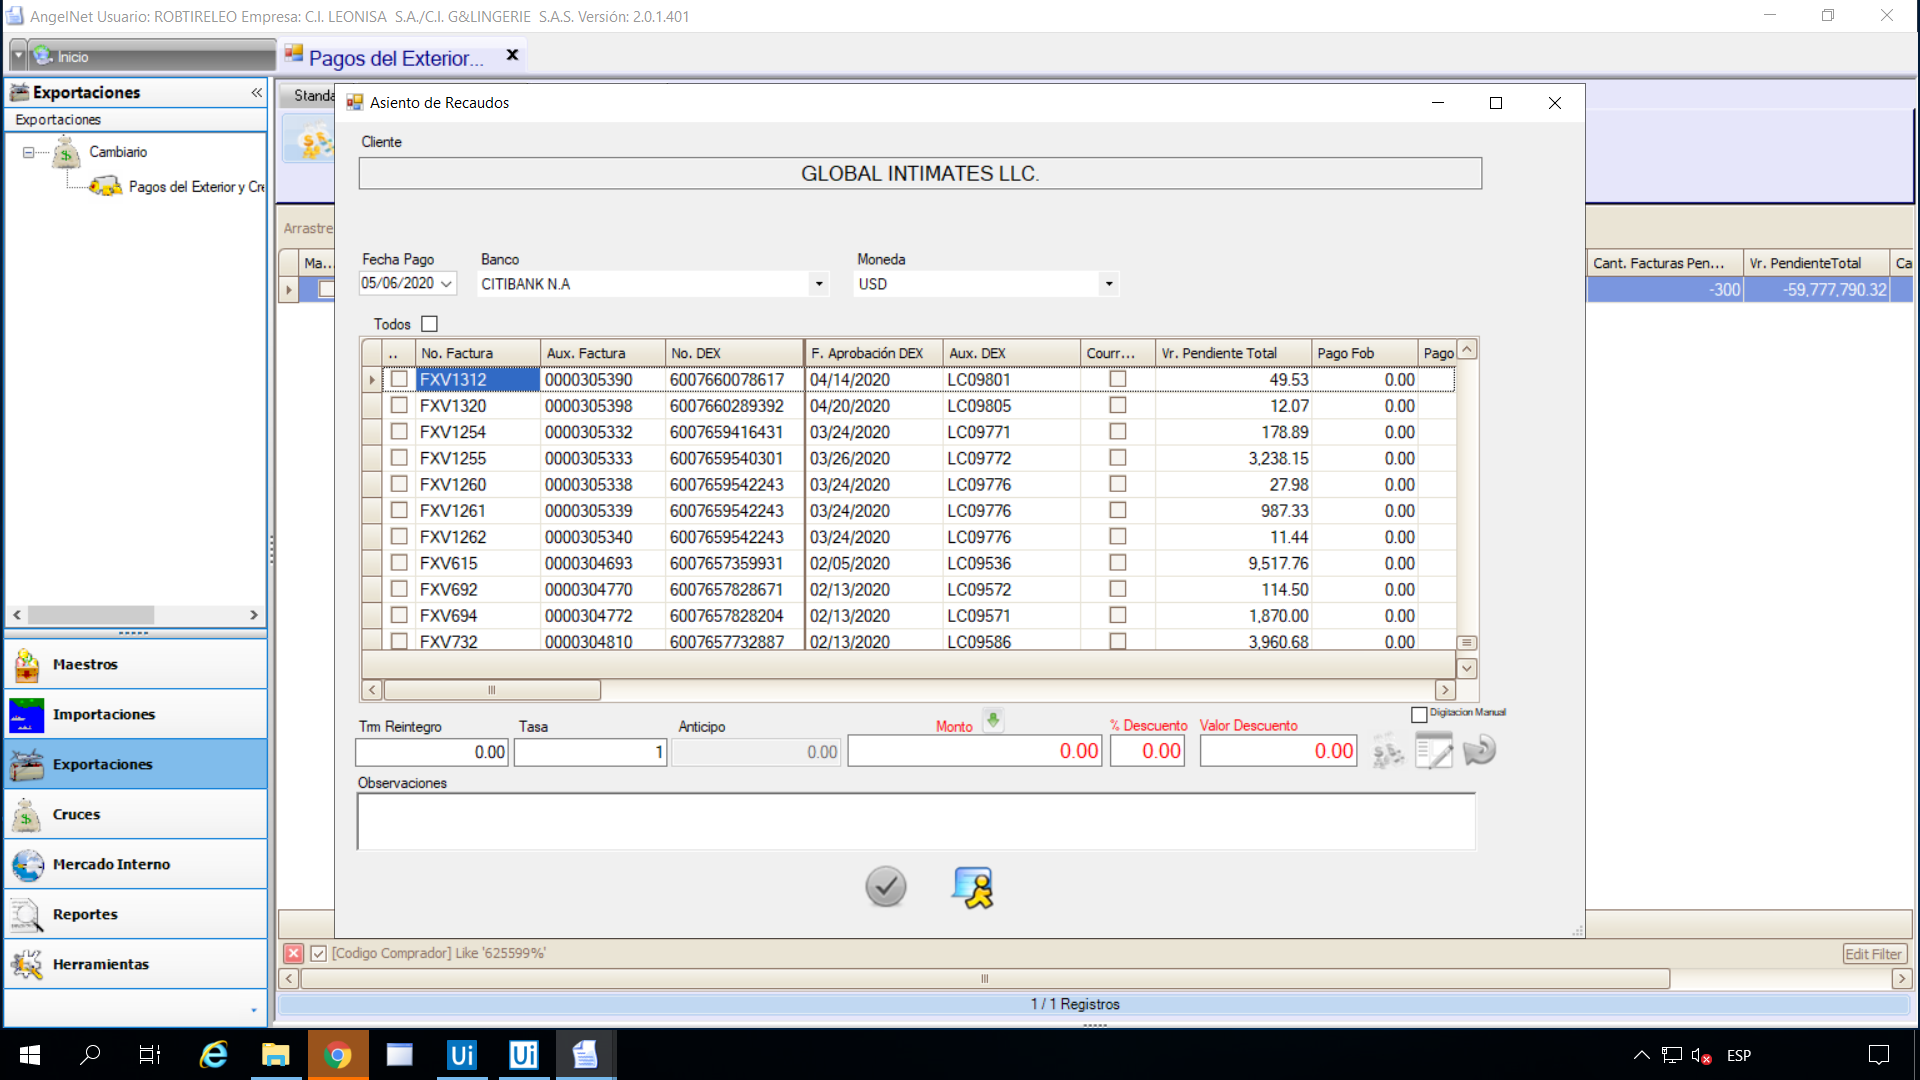 AngelNet Usuario: ROBTIRELEO Empresa: C.I. LEONISA S.A./C.I. G&LINGERIE S.A.S. Versión: 2.0.1.401
Inicio
Pagos del Exterior...
Exportaciones
Standa
Asiento de Recaudos
Exportaciones
Cliente
Cambiario
GLOBAL INTIMATES LLC.
Pagos del Exterior y Cre
Arrastre
Fecha Pago Banco Moneda
Ma... Cant. Facturas Pen... Vr. PendienteTotal Ca
05/06/2020 CITIBANK N.A USD
-300 -59,777,790.32
Todos
.. No. Factura Aux. Factura No. DEX F. Aprobación DEX Aux. DEX Courr... Vr. Pendiente Total Pago Fob Pago
FXV1312 0000305390 6007660078617 04/14/2020 LC09801 49.53 0.00
FXV1320 0000305398 6007660289392 04/20/2020 LC09805 12.07 0.00
FXV1254 0000305332 6007659416431 03/24/2020 LC09771 178.89 0.00
FXV1255 0000305333 6007659540301 03/26/2020 LC09772 3,238.15 0.00
FXV1260 0000305338 6007659542243 03/24/2020 LC09776 27.98 0.00
FXV1261 0000305339 6007659542243 03/24/2020 LC09776 987.33 0.00
FXV1262 0000305340 6007659542243 03/24/2020 LC09776 11.44 0.00
FXV615 0000304693 6007657359931 02/05/2020 LC09536 9,517.76 0.00
FXV692 0000304770 6007657828671 02/13/2020 LC09572 114.50 0.00
FXV694 0000304772 6007657828204 02/13/2020 LC09571 1,870.00 0.00
FXV732 0000304810 6007657732887 02/13/2020 LC09586 3,960.68 0.00
Maestros
Importaciones
Exportaciones
Cruces
Mercado Interno
Reportes
Herramientas
Digitacion Manual
Trm Reintegro Tasa Anticipo Monto % Descuento Valor Descuento
0.00 1 0.00 0.00 0.00 0.00
Observaciones
[Codigo Comprador] Like '625599%'
Edit Filter
1 / 1 Registros
Ui Ui
ESP